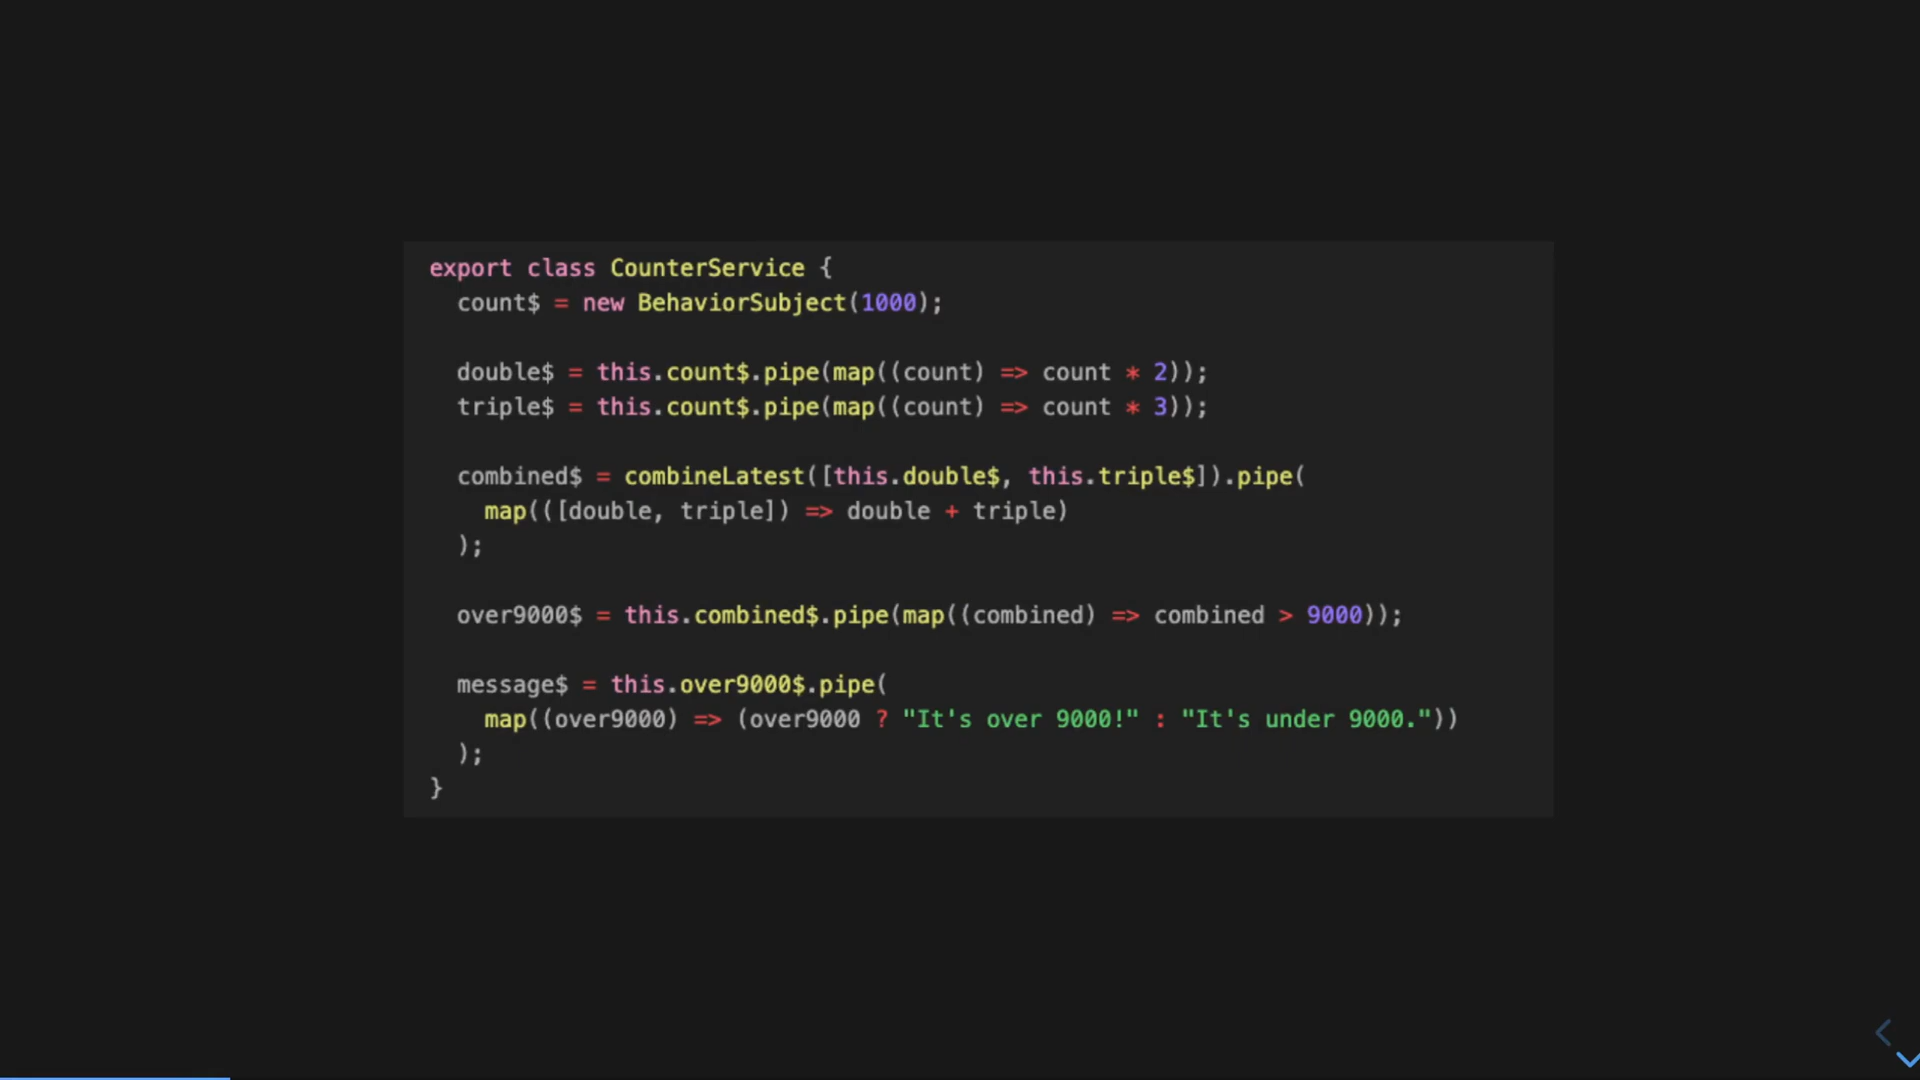 export class CounterService {
  count$ = new BehaviorSubject(1000);

  double$ = this.count$.pipe(map((count) => count * 2));
  triple$ = this.count$.pipe(map((count) => count * 3));

  combined$ = combineLatest([this.double$, this.triple$]).pipe(
    map(([double, triple]) => double + triple)
  );

  over9000$ = this.combined$.pipe(map((combined) => combined > 9000));

  message$ = this.over9000$.pipe(
    map((over9000) => (over9000 ? "It's over 9000!" : "It's under 9000."))
  );
}